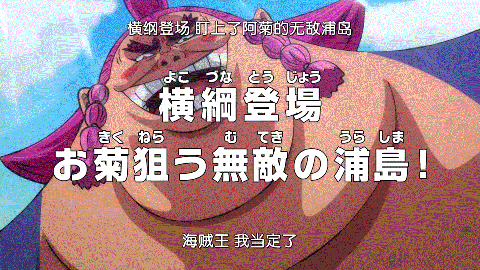 横纲登场 盯上了阿菊的无敌浦岛
よこ づな とう じょう
横綱登場
きく ねら む てき うら しま
お菊狙う無敵の浦島!
海贼王 我当定了